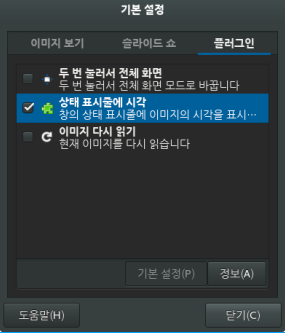 기본 설정
이미지 보기 슬라이드 쇼 플러그인
두 번 눌러서 전체 화면
두 번 눌러서 전체 화면 모드로 바꿉니다
상태 표시줄에 시각
창의 상태 표시줄에 이미지의 시각을 표시…
이미지 다시 읽기
현재 이미지를 다시 읽습니다
기본 설정(P) 정보(A)
도움말(H) 닫기(C)